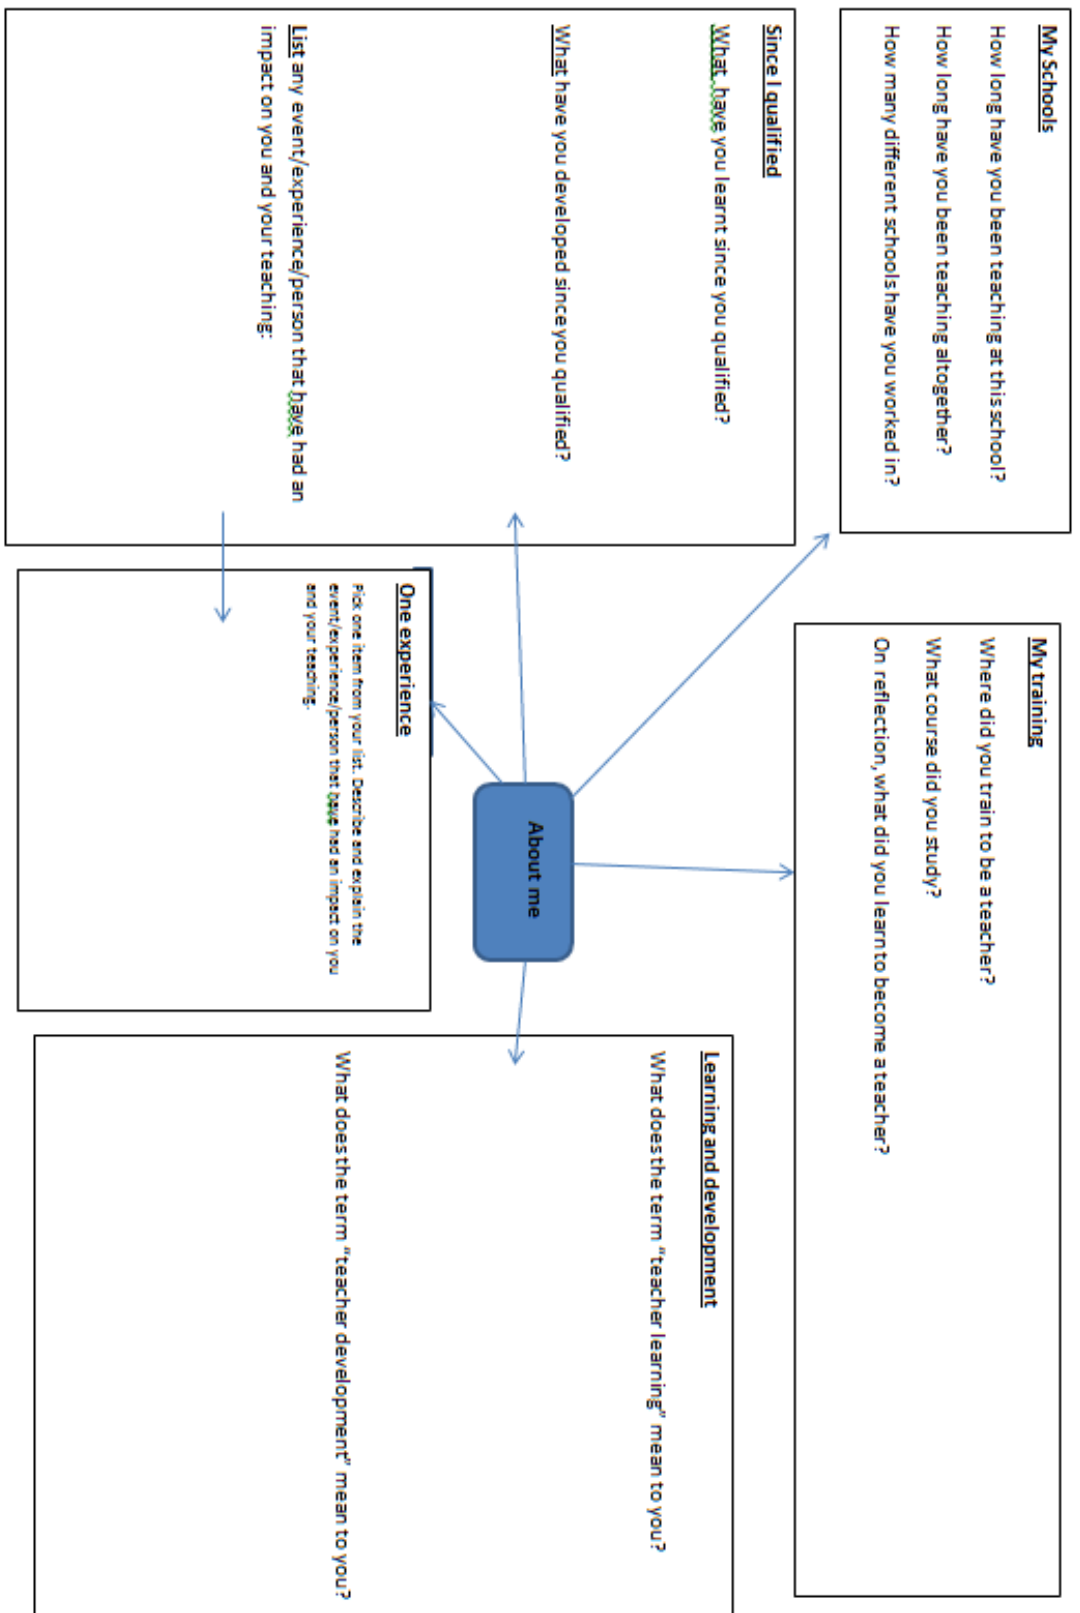 My Schools
How long have you been teaching at this school?
How long have you been teaching altogether?
How many different schools have you worked in?
My training
Where did you train to be a teacher?
What course did you study?
On reflection, what did you learn to become a teacher?
Since I qualified
What have you learnt since you qualified?
What have you developed since you qualified?
List any event/experience/person that have had an
impact on you and your teaching:
About me
One experience
Pick one item from your list. Describe and explain the
event/experience/person that have had an impact on you
and your teaching.
Learning and development
What does the term "teacher learning" mean to you?
What does the term "teacher development" mean to you?